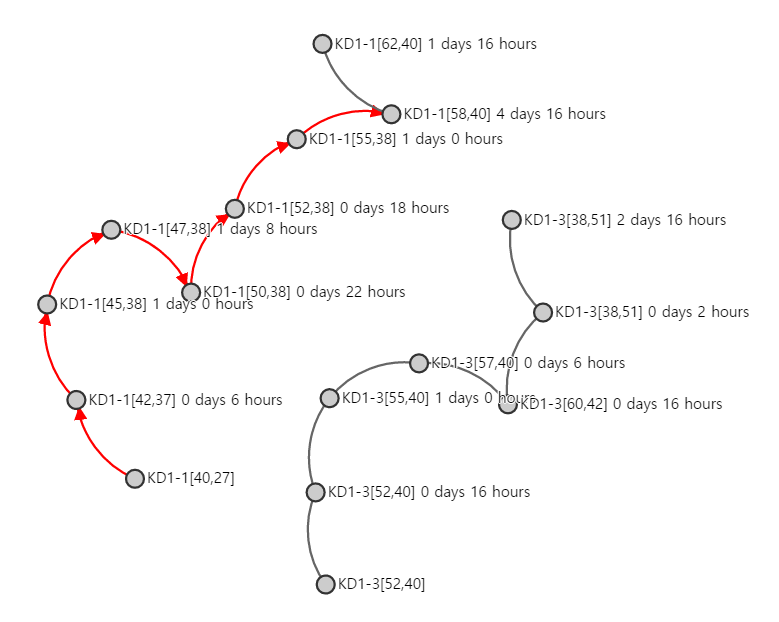 KD1-1[62,40] 1 days 16 hours
KD1-1[58,40] 4 days 16 hours
KD1-1[55,38] 1 days 0 hours
KD1-1[52,38] 0 days 18 hours
KD1-3[38,51] 2 days 16 hours
KD1-1[47,38] 1 days 8 hours
KD1-1[50,38] 0 days 22 hours
KD1-1[45,38] 1 days 0 hours
KD1-3[38,51] 0 days 2 hours
KD1-3[57,40] 0 days 6 hours
KD1-1[42,37] 0 days 6 hours
KD1-3[55,40] 1 days 0 hours
KD1-3[60,42] 0 days 16 hours
KD1-1[40,27]
KD1-3[52,40] 0 days 16 hours
KD1-3[52,40]